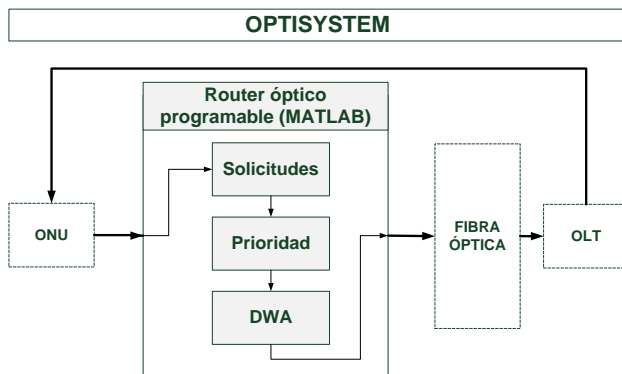 OPTISYSTEM
Router óptico
programable (MATLAB)
Solicitudes
ONU
Prioridad
FIBRA
ÓPTICA
OLT
DWA